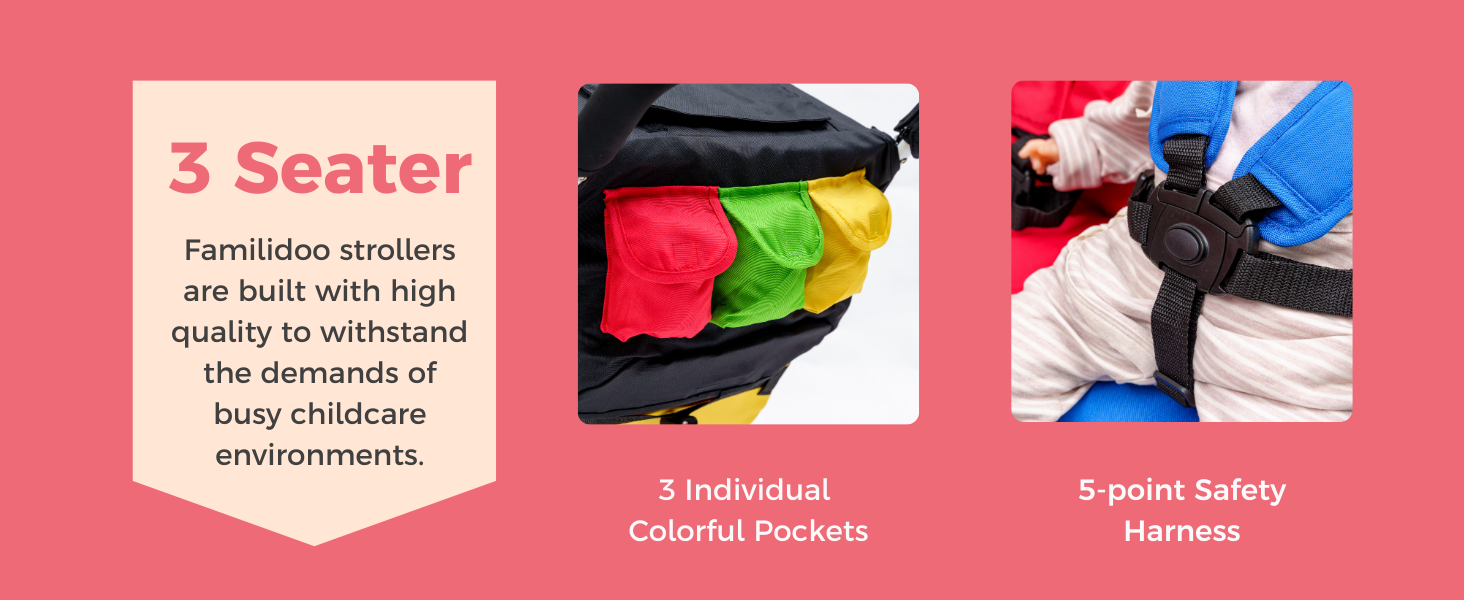 3 Seater
Familidoo strollers
are built with high
quality to withstand
the demands of
busy childcare
environments.
3 Individual
Colorful Pockets
5-point Safety
Harness